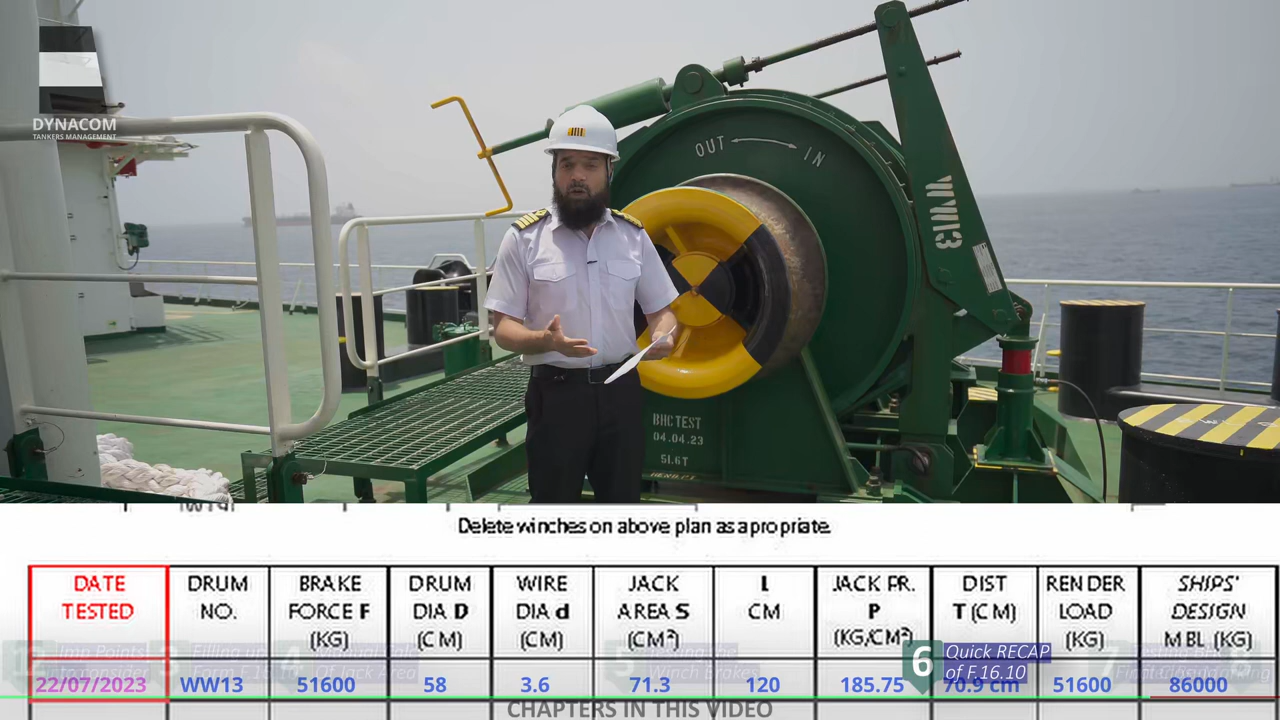 DYNACOM
TANKERS MANAGEMENT
OUT IN
WW13
BHC TEST
04.04.23
51.6T
Delete winches on above plan as apropriate.
DATE TESTED
DRUM NO.
BRAKE FORCE F (KG)
DRUM DIA D (CM)
WIRE DIA d (CM)
JACK AREA S (CM²)
L CM
JACK PR. P (KG/CM²)
DIST T (CM)
RENDER LOAD (KG)
SHIPS' DESIGN MBL (KG)
6 Quick RECAP
of F.16.10
22/07/2023 WW13 51600 58 3.6 71.3 120 185.75 70.9 cm 51600 86000
CHAPTERS IN THIS VIDEO